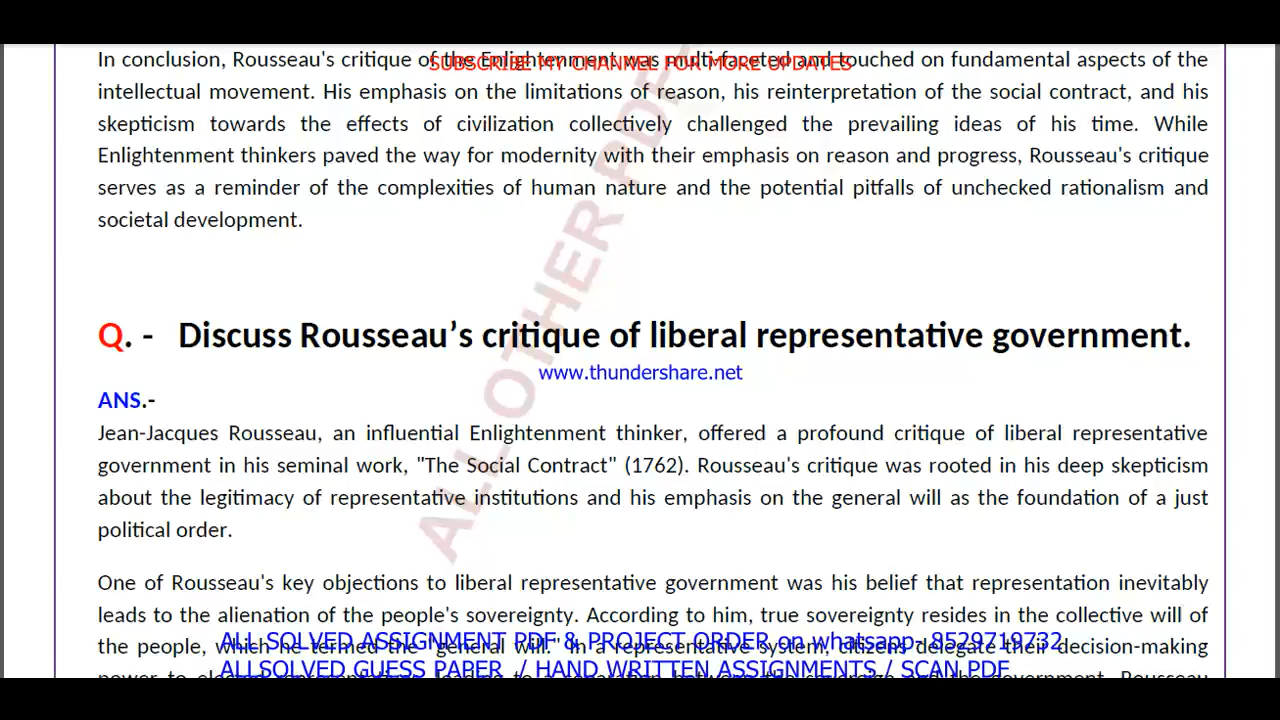 In conclusion, Rousseau's critique of the Enlightenment was multi-faceted and touched on fundamental aspects of the
SUBSCRIBE MY CHANNEL FOR MORE UPDATES
intellectual movement. His emphasis on the limitations of reason, his reinterpretation of the social contract, and his
skepticism towards the effects of civilization collectively challenged the prevailing ideas of his time. While
Enlightenment thinkers paved the way for modernity with their emphasis on reason and progress, Rousseau's critique
serves as a reminder of the complexities of human nature and the potential pitfalls of unchecked rationalism and
societal development.
ALL OTHER PDF
Q. - Discuss Rousseau’s critique of liberal representative government.
www.thundershare.net
ANS.-
Jean-Jacques Rousseau, an influential Enlightenment thinker, offered a profound critique of liberal representative
government in his seminal work, "The Social Contract" (1762). Rousseau's critique was rooted in his deep skepticism
about the legitimacy of representative institutions and his emphasis on the general will as the foundation of a just
political order.
One of Rousseau's key objections to liberal representative government was his belief that representation inevitably
leads to the alienation of the people's sovereignty. According to him, true sovereignty resides in the collective will of
the people, which he termed the "general will." In a representative system, citizens delegate their decision-making
ALL SOLVED ASSIGNMENT PDF & PROJECT ORDER on whatsapp- 8529719732
ALLSOLVED GUESS PAPER / HAND WRITTEN ASSIGNMENTS / SCAN PDF